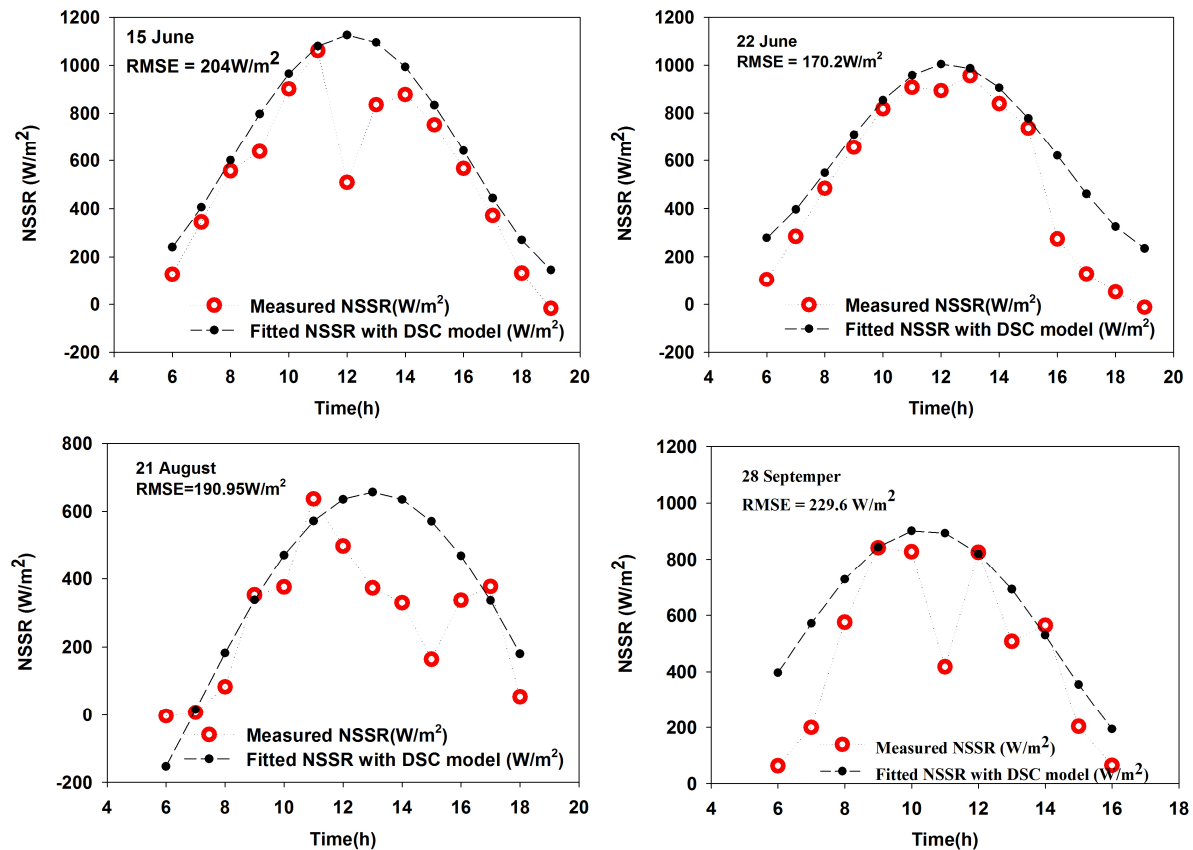 15 June
RMSE = 204W/m²
NSSR (W/m²)
1200
1000
800
600
400
200
0
-200
Measured NSSR(W/m²)
Fitted NSSR with DSC model (W/m²)
4 6 8 10 12 14 16 18 20
Time(h)
22 June
RMSE = 170.2W/m²
NSSR (W/m²)
1200
1000
800
600
400
200
0
-200
Measured NSSR(W/m²)
Fitted NSSR with DSC model (W/m²)
4 6 8 10 12 14 16 18 20
Time(h)
21 August
RMSE=190.95W/m²
NSSR (W/m²)
800
600
400
200
0
-200
Measured NSSR(W/m²)
Fitted NSSR with DSC model (W/m²)
4 6 8 10 12 14 16 18 20
Time(h)
28 Septemper
RMSE = 229.6 W/m²
NSSR (W/m²)
1200
1000
800
600
400
200
0
Measured NSSR (W/m²)
Fitted NSSR with DSC model (W/m²)
4 6 8 10 12 14 16 18
Time(h)